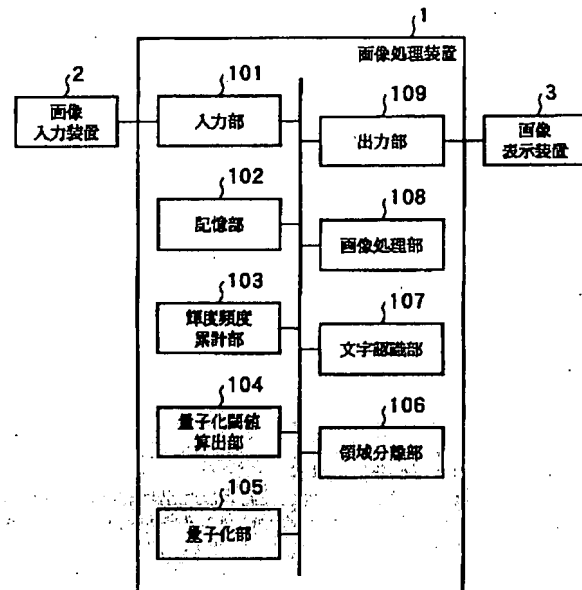 1
画像処理装置
2
画像
入力装置
101
入力部
109
出力部
3
画像
表示装置
102
記憶部
108
画像処理部
103
輝度頻度
累計部
107
文字認識部
104
量子化閾値
算出部
106
領域分離部
105
量子化部